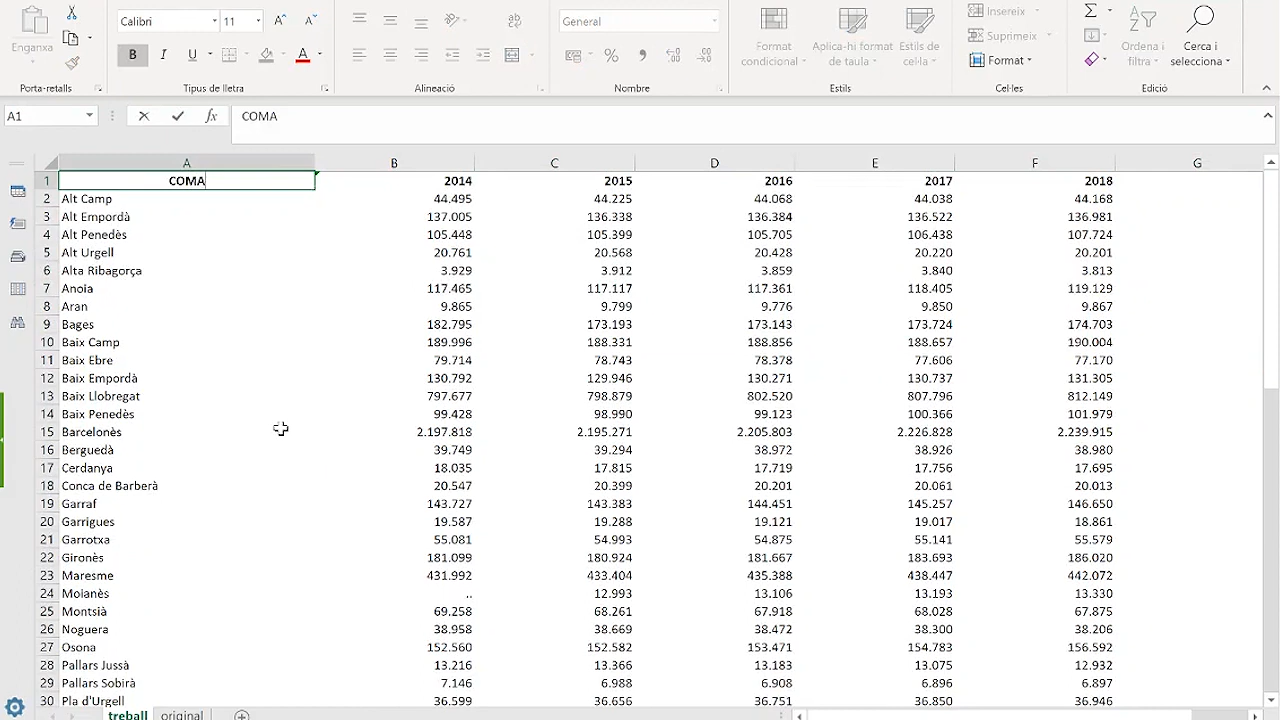 Calibri 11 General Insereix
Enganxa Format Aplica-hi format Estils de Suprimeix Ordena i Cerca i
condicional de taula cel·la Format filtra selecciona
Porta-retalls Tipus de lletra Alineació Nombre Estils Cel·les Edició
A1 fx COMA
A B C D E F G
1 COMA 2014 2015 2016 2017 2018
2 Alt Camp 44.495 44.225 44.068 44.038 44.168
3 Alt Empordà 137.005 136.338 136.384 136.522 136.981
4 Alt Penedès 105.448 105.399 105.705 106.438 107.724
5 Alt Urgell 20.761 20.568 20.428 20.220 20.201
6 Alta Ribagorça 3.929 3.912 3.859 3.840 3.813
7 Anoia 117.465 117.117 117.361 118.405 119.129
8 Aran 9.865 9.799 9.776 9.850 9.867
9 Bages 182.795 173.193 173.143 173.724 174.703
10 Baix Camp 189.996 188.331 188.856 188.657 190.004
11 Baix Ebre 79.714 78.743 78.378 77.606 77.170
12 Baix Empordà 130.792 129.946 130.271 130.737 131.305
13 Baix Llobregat 797.677 798.879 802.520 807.796 812.149
14 Baix Penedès 99.428 98.990 99.123 100.366 101.979
15 Barcelonès 2.197.818 2.195.271 2.205.803 2.226.828 2.239.915
16 Berguedà 39.749 39.294 38.972 38.926 38.980
17 Cerdanya 18.035 17.815 17.719 17.756 17.695
18 Conca de Barberà 20.547 20.399 20.201 20.061 20.013
19 Garraf 143.727 143.383 144.451 145.257 146.650
20 Garrigues 19.587 19.288 19.121 19.017 18.861
21 Garrotxa 55.081 54.993 54.875 55.141 55.579
22 Gironès 181.099 180.924 181.667 183.693 186.020
23 Maresme 431.992 433.404 435.388 438.447 442.072
24 Moianès .. 12.993 13.106 13.193 13.330
25 Montsià 69.258 68.261 67.918 68.028 67.875
26 Noguera 38.958 38.669 38.472 38.300 38.206
27 Osona 152.560 152.582 153.471 154.783 156.592
28 Pallars Jussà 13.216 13.366 13.183 13.075 12.932
29 Pallars Sobirà 7.146 6.988 6.908 6.896 6.897
30 Pla d'Urgell 36.599 36.656 36.751 36.850 36.946
treball original